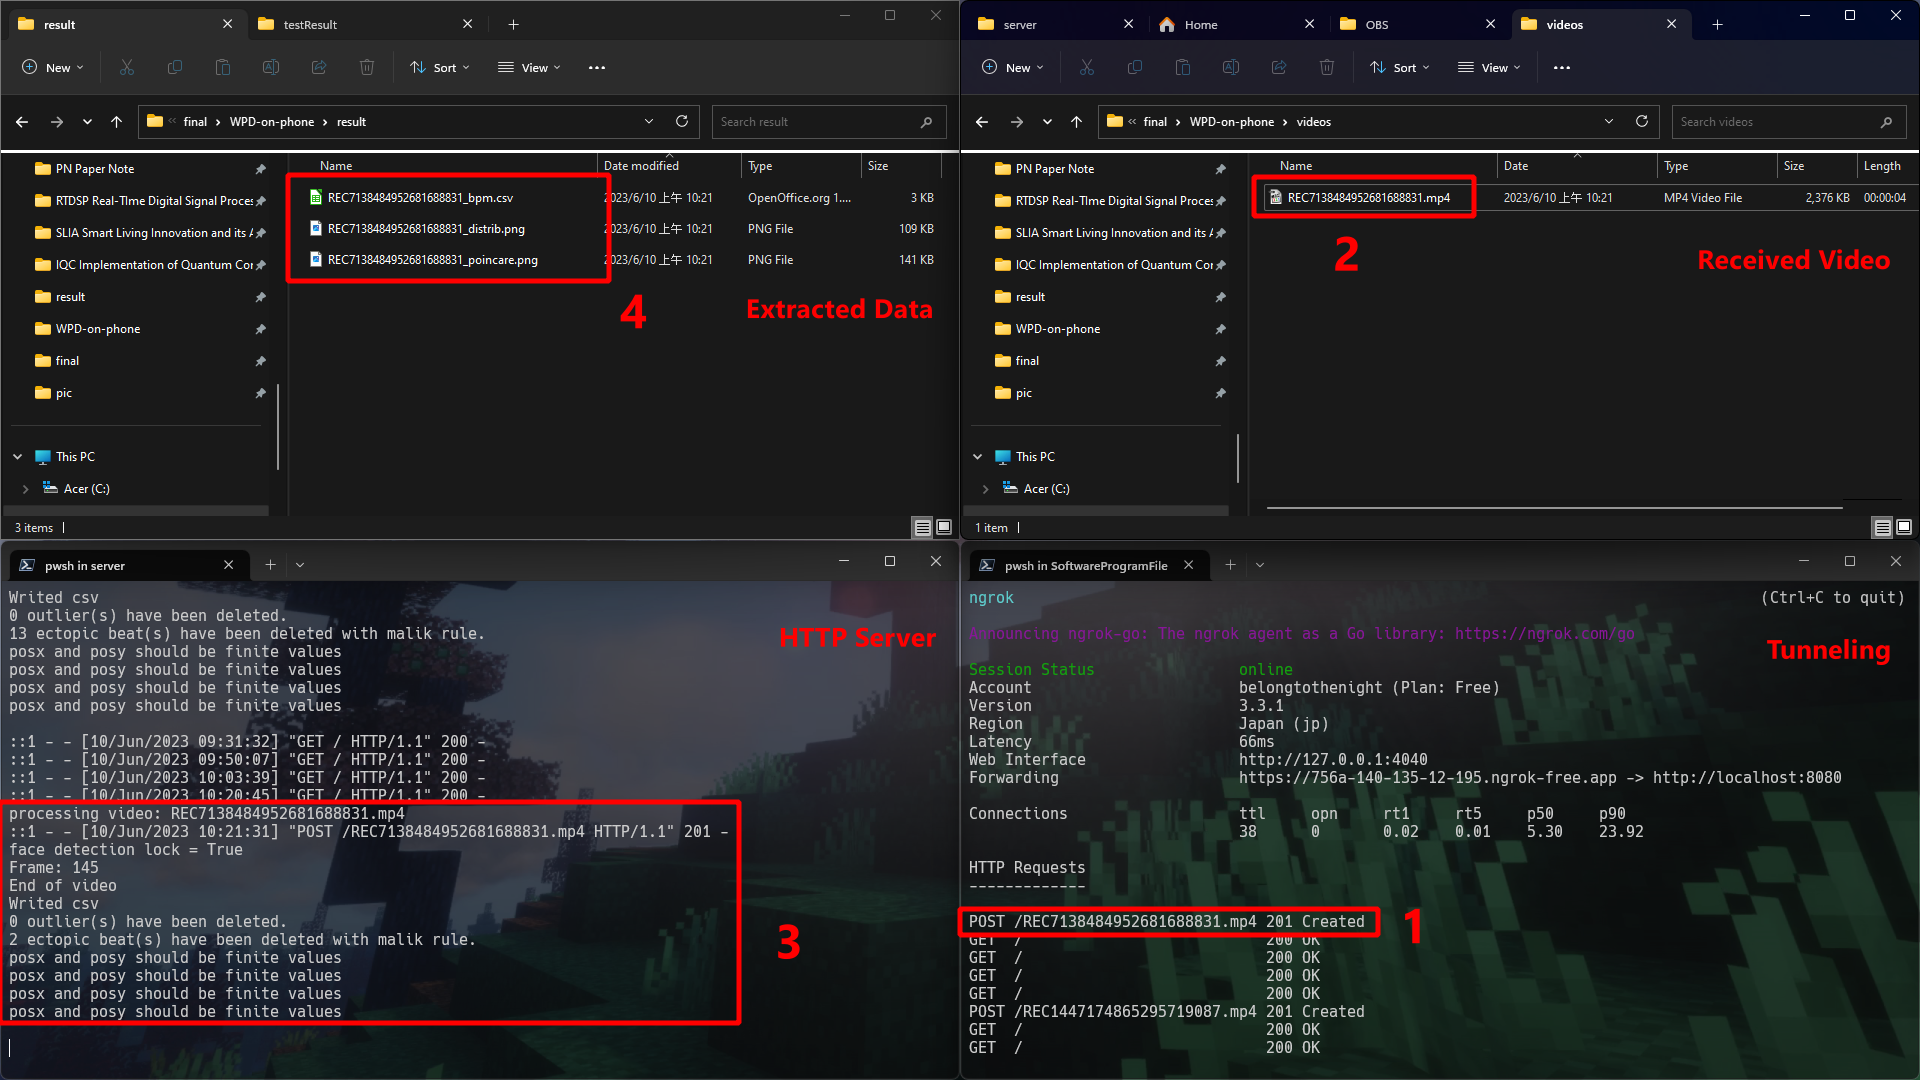 result
testResult
New
Sort
View
final > WPD-on-phone > result
Search result
Name
Date modified
Type
Size
PN Paper Note
RTDSP Real-TIme Digital Signal Proces
SLIA Smart Living Innovation and its A
IQC Implementation of Quantum Cor
result
WPD-on-phone
final
pic
This PC
Acer (C:)
REC7138484952681688831_bpm.csv 2023/6/10 上午 10:21 OpenOffice.org 1.... 3 KB
REC7138484952681688831_distrib.png 2023/6/10 上午 10:21 PNG File 109 KB
REC7138484952681688831_poincare.png 2023/6/10 上午 10:21 PNG File 141 KB
4
Extracted Data
3 items
server
Home
OBS
videos
New
Sort
View
final > WPD-on-phone > videos
Search videos
Name
Date
Type
Size
Length
PN Paper Note
RTDSP Real-TIme Digital Signal Proces
SLIA Smart Living Innovation and its A
IQC Implementation of Quantum Cor
result
WPD-on-phone
final
pic
This PC
Acer (C:)
REC7138484952681688831.mp4 2023/6/10 上午 10:21 MP4 Video File 2,376 KB 00:00:04
2
Received Video
1 item
pwsh in server
Writed csv
0 outlier(s) have been deleted.
13 ectopic beat(s) have been deleted with malik rule.
posx and posy should be finite values
posx and posy should be finite values
posx and posy should be finite values
posx and posy should be finite values
HTTP Server
::1 - - [10/Jun/2023 09:31:32] "GET / HTTP/1.1" 200 -
::1 - - [10/Jun/2023 09:50:07] "GET / HTTP/1.1" 200 -
::1 - - [10/Jun/2023 10:03:39] "GET / HTTP/1.1" 200 -
::1 - - [10/Jun/2023 10:20:45] "GET / HTTP/1.1" 200 -
processing video: REC7138484952681688831.mp4
::1 - - [10/Jun/2023 10:21:31] "POST /REC7138484952681688831.mp4 HTTP/1.1" 201 -
face detection lock = True
Frame: 145
End of video
Writed csv
0 outlier(s) have been deleted.
2 ectopic beat(s) have been deleted with malik rule.
posx and posy should be finite values
posx and posy should be finite values
posx and posy should be finite values
posx and posy should be finite values
3
pwsh in SoftwareProgramFile
ngrok (Ctrl+C to quit)
Announcing ngrok-go: The ngrok agent as a Go library: https://ngrok.com/go
Tunneling
Session Status online
Account belongtothenight (Plan: Free)
Version 3.3.1
Region Japan (jp)
Latency 66ms
Web Interface http://127.0.0.1:4040
Forwarding https://756a-140-135-12-195.ngrok-free.app -> http://localhost:8080
Connections ttl opn rt1 rt5 p50 p90
38 0 0.02 0.01 5.30 23.92
HTTP Requests
-------------
POST /REC7138484952681688831.mp4 201 Created
1
GET / 200 OK
GET / 200 OK
GET / 200 OK
GET / 200 OK
POST /REC1447174865295719087.mp4 201 Created
GET / 200 OK
GET / 200 OK